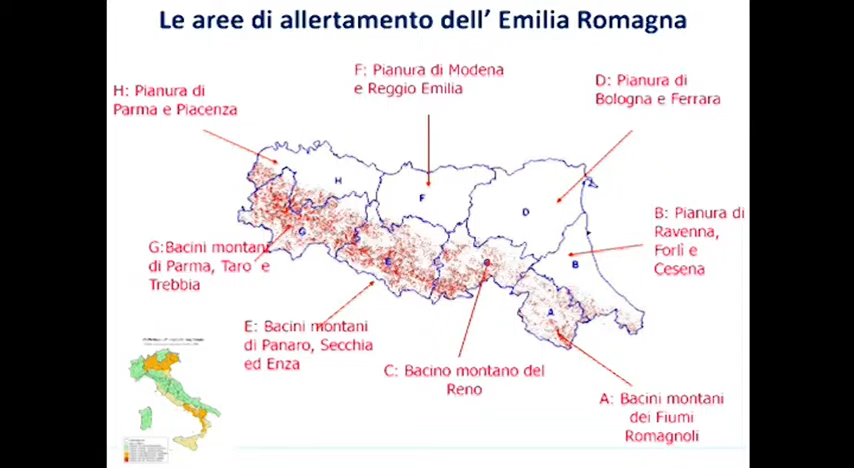 Le aree di allertamento dell’ Emilia Romagna
F: Pianura di Modena
e Reggio Emilia
D: Pianura di
Bologna e Ferrara
H: Pianura di
Parma e Piacenza
H
F
D
B: Pianura di
Ravenna,
Forlì e
Cesena
G:Bacini montani
di Parma, Taro e
Trebbia
G
E
B
A
E: Bacini montani
di Panaro, Secchia
ed Enza
C: Bacino montano del
Reno
A: Bacini montani
dei Fiumi
Romagnoli